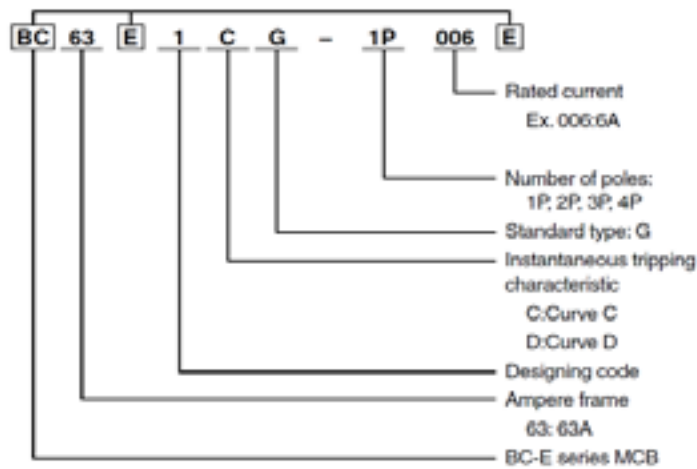 BC 63 E 1 C G – 1P 006 E
Rated current
Ex. 006:6A
Number of poles:
1P, 2P, 3P, 4P
Standard type: G
Instantaneous tripping
characteristic
C:Curve C
D:Curve D
Designing code
Ampere frame
63: 63A
BC-E series MCB